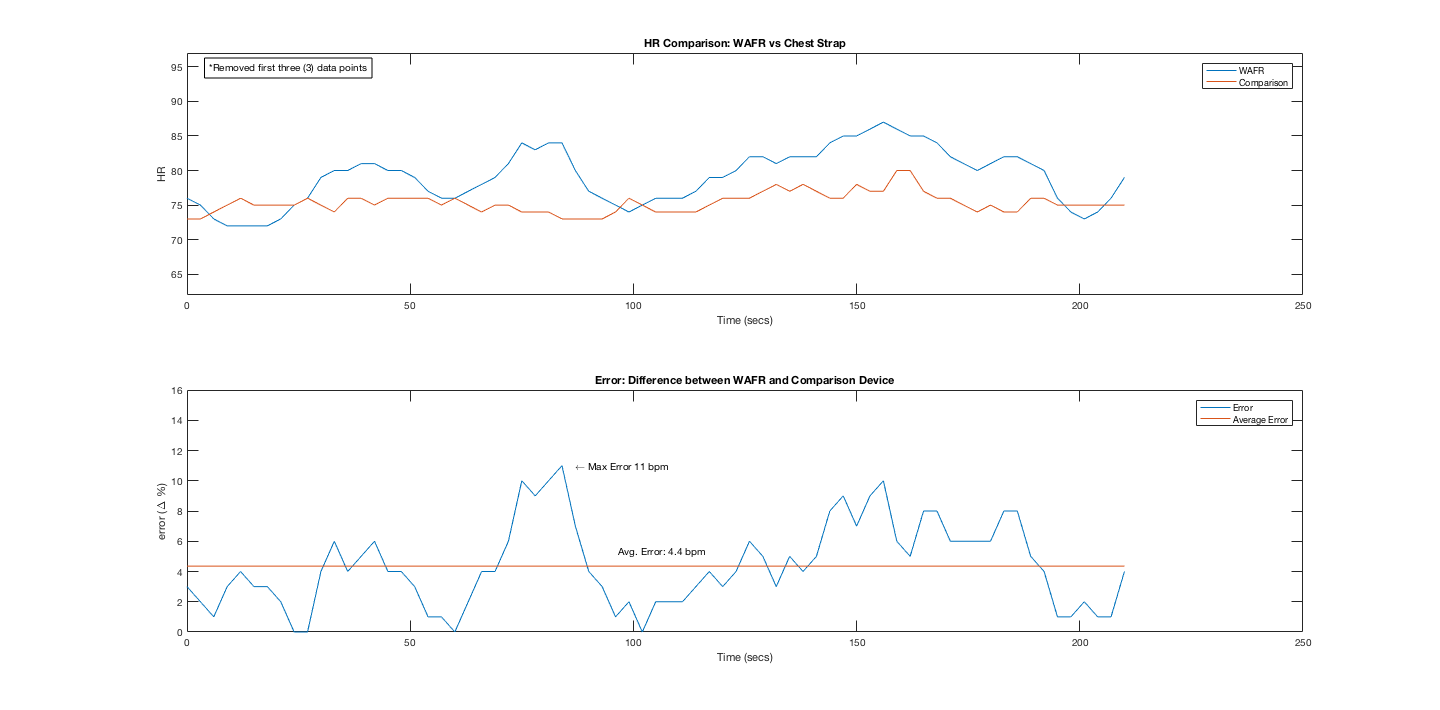 HR Comparison: WAFR vs Chest Strap
*Removed first three (3) data points
WAFR
Comparison
HR
95
90
85
80
75
70
65
0 50 100 150 200 250
Time (secs)
Error: Difference between WAFR and Comparison Device
Error
Average Error
error (Δ %)
16
14
12
10
8
6
4
2
0
← Max Error 11 bpm
Avg. Error: 4.4 bpm
0 50 100 150 200 250
Time (secs)